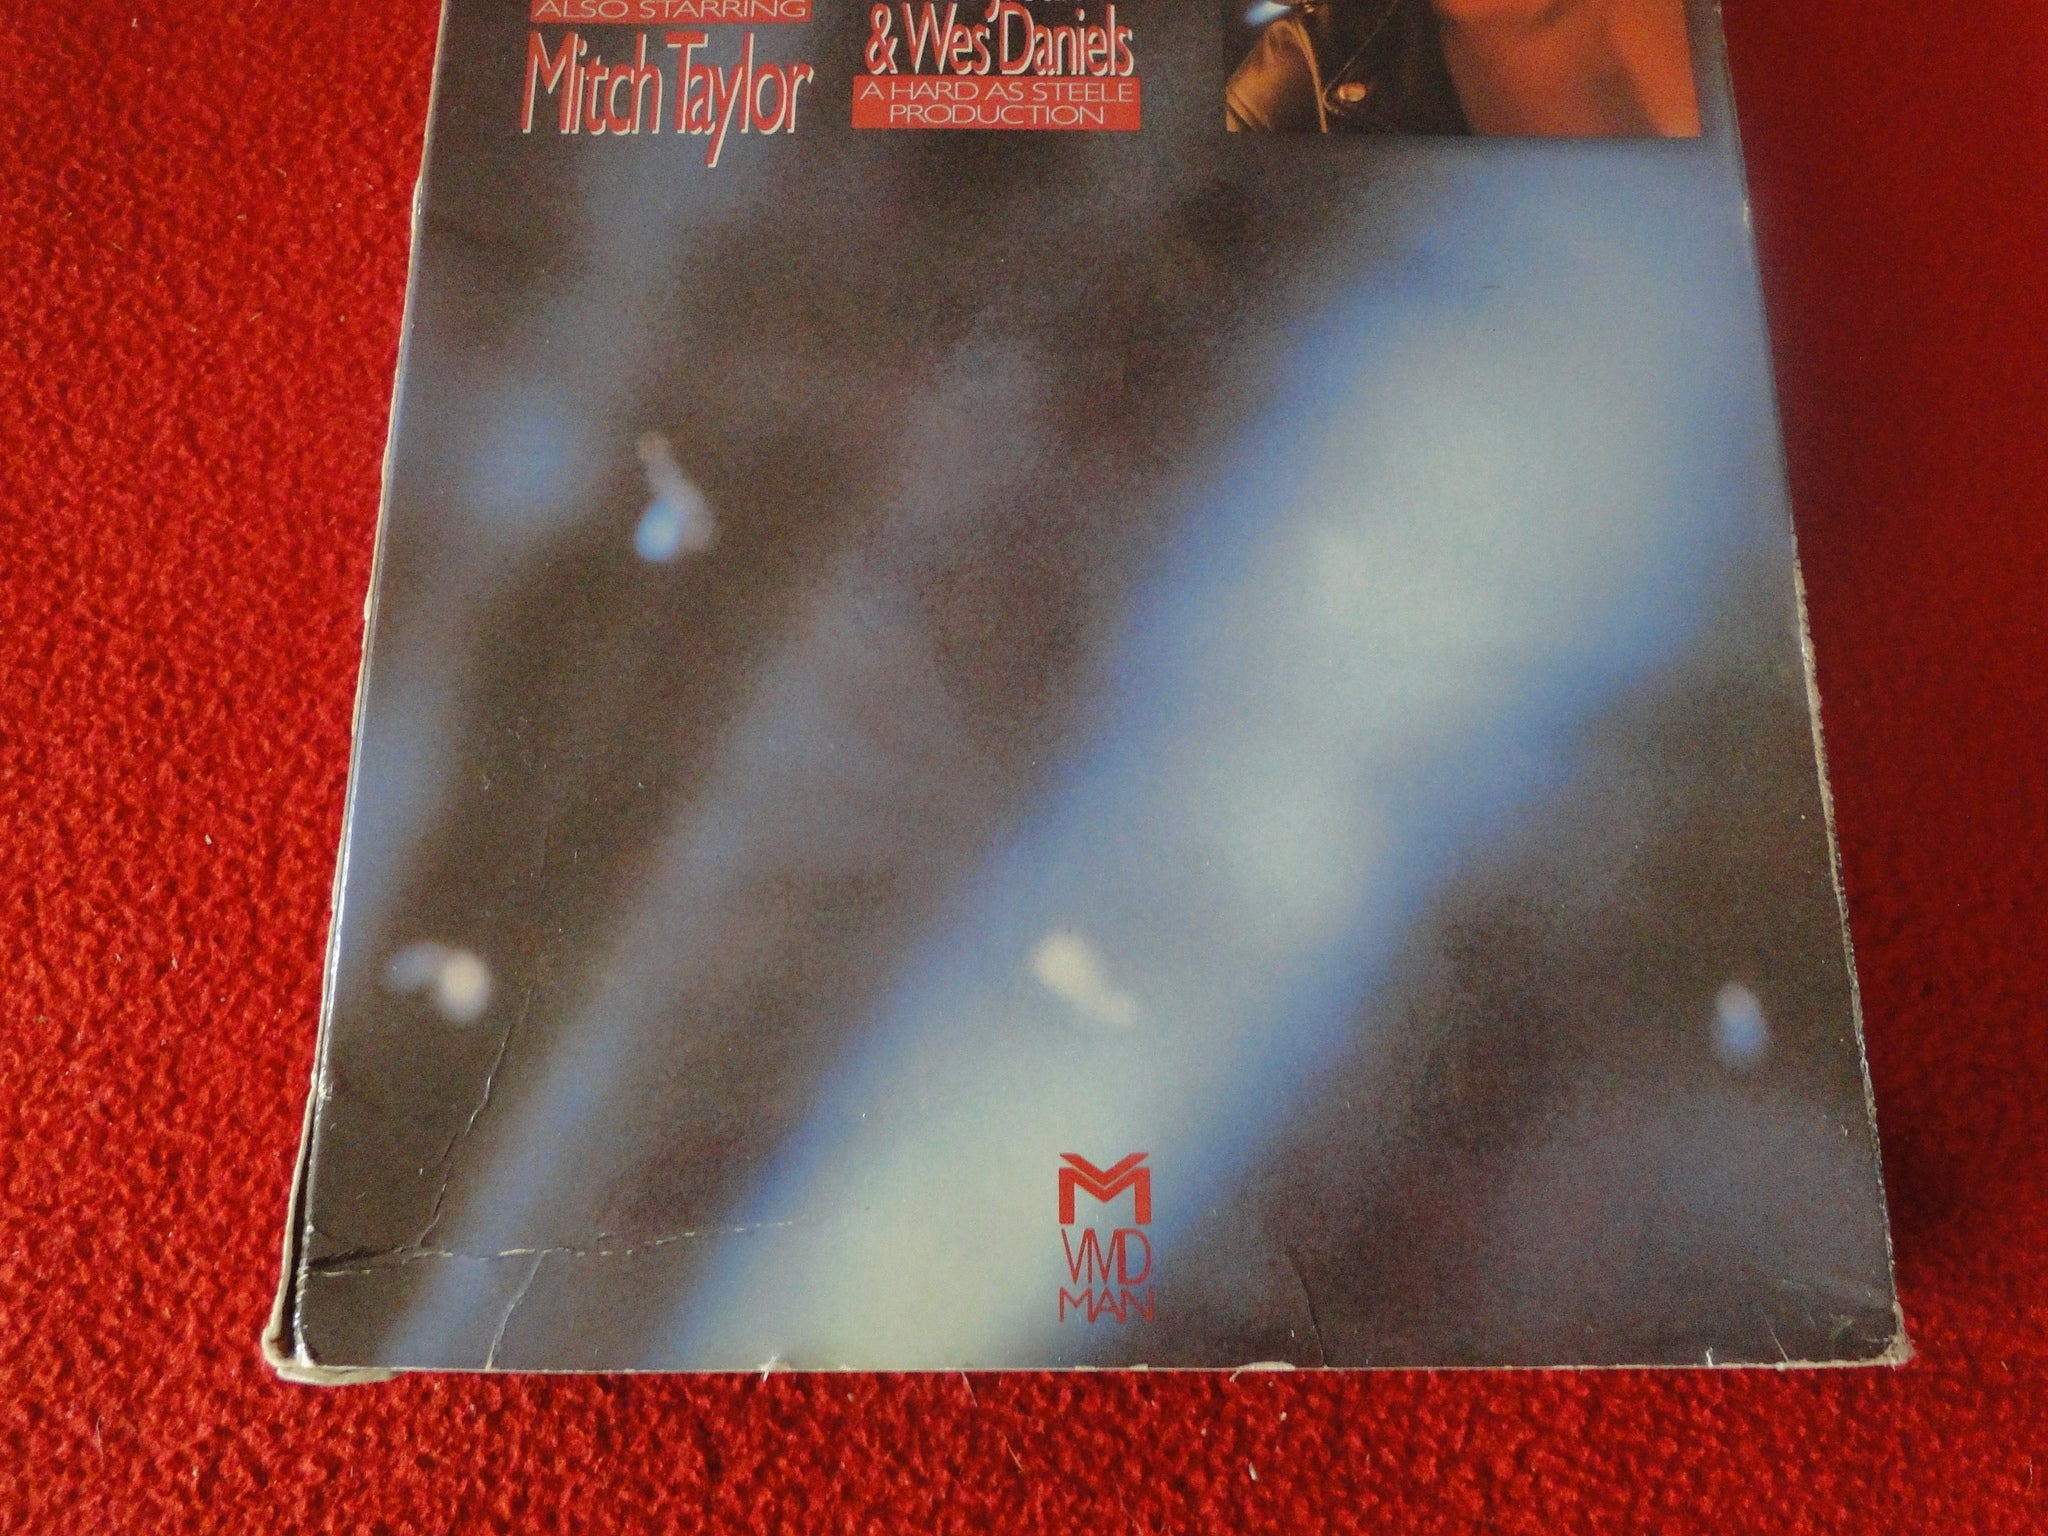 ALSO STARRING
Mitch Taylor
& Wes Daniels
A HARD AS STEELE
PRODUCTION
VIVID
MAN